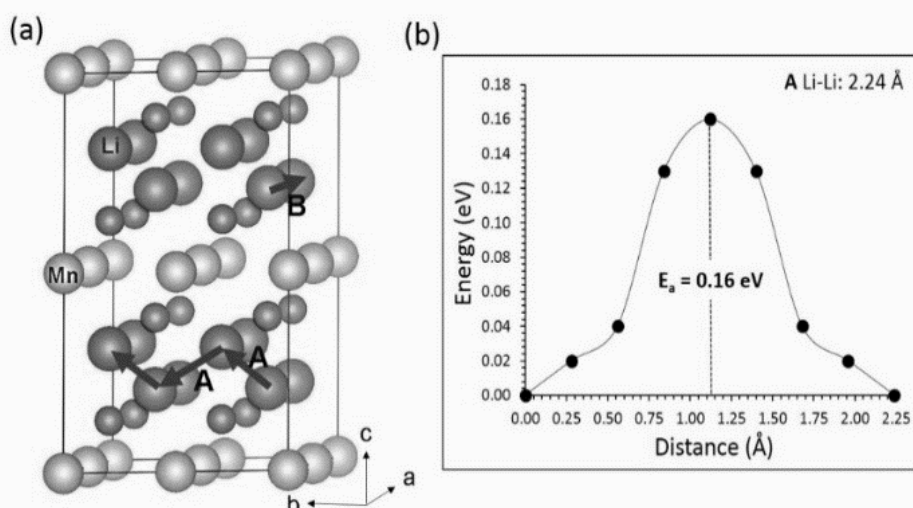 (a)
Li
B
Mn
A
A
c
a
b
(b)
A Li-Li: 2.24 Å
Energy (eV)
0.18
0.16
0.14
0.12
0.10
0.08
0.06
0.04
0.02
0.00
Ea = 0.16 eV
0.00 0.25 0.50 0.75 1.00 1.25 1.50 1.75 2.00 2.25
Distance (Å)